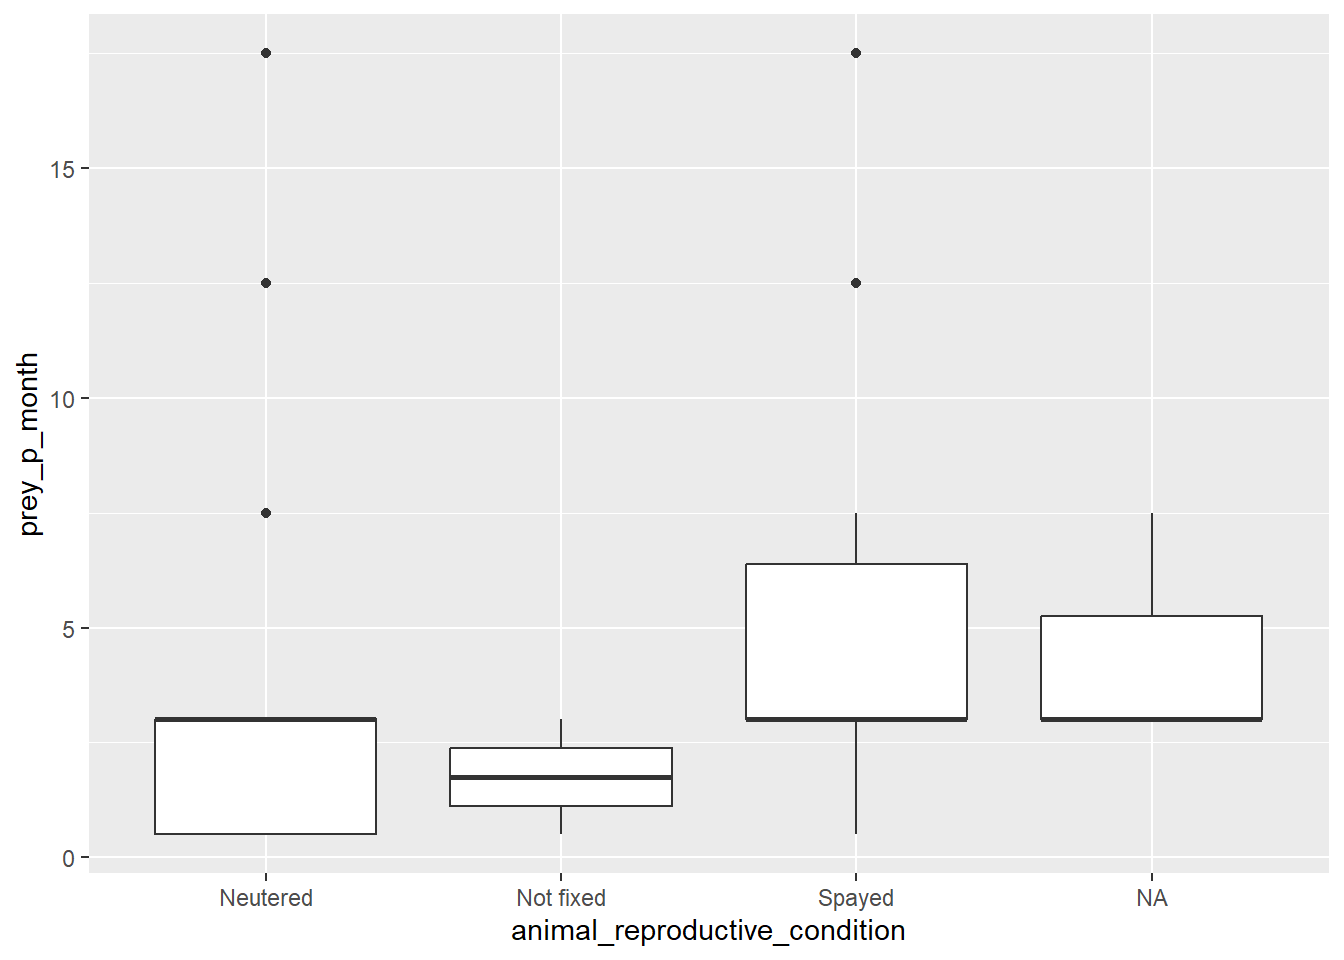 prey_p_month
15
10
5
0
Neutered Not fixed Spayed NA
animal_reproductive_condition